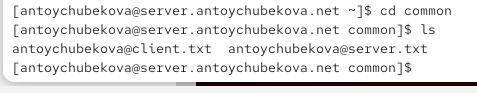 [antoychubekova@server.antoychubekova.net ~]$ cd common
[antoychubekova@server.antoychubekova.net common]$ ls
antoychubekova@client.txt  antoychubekova@server.txt
[antoychubekova@server.antoychubekova.net common]$